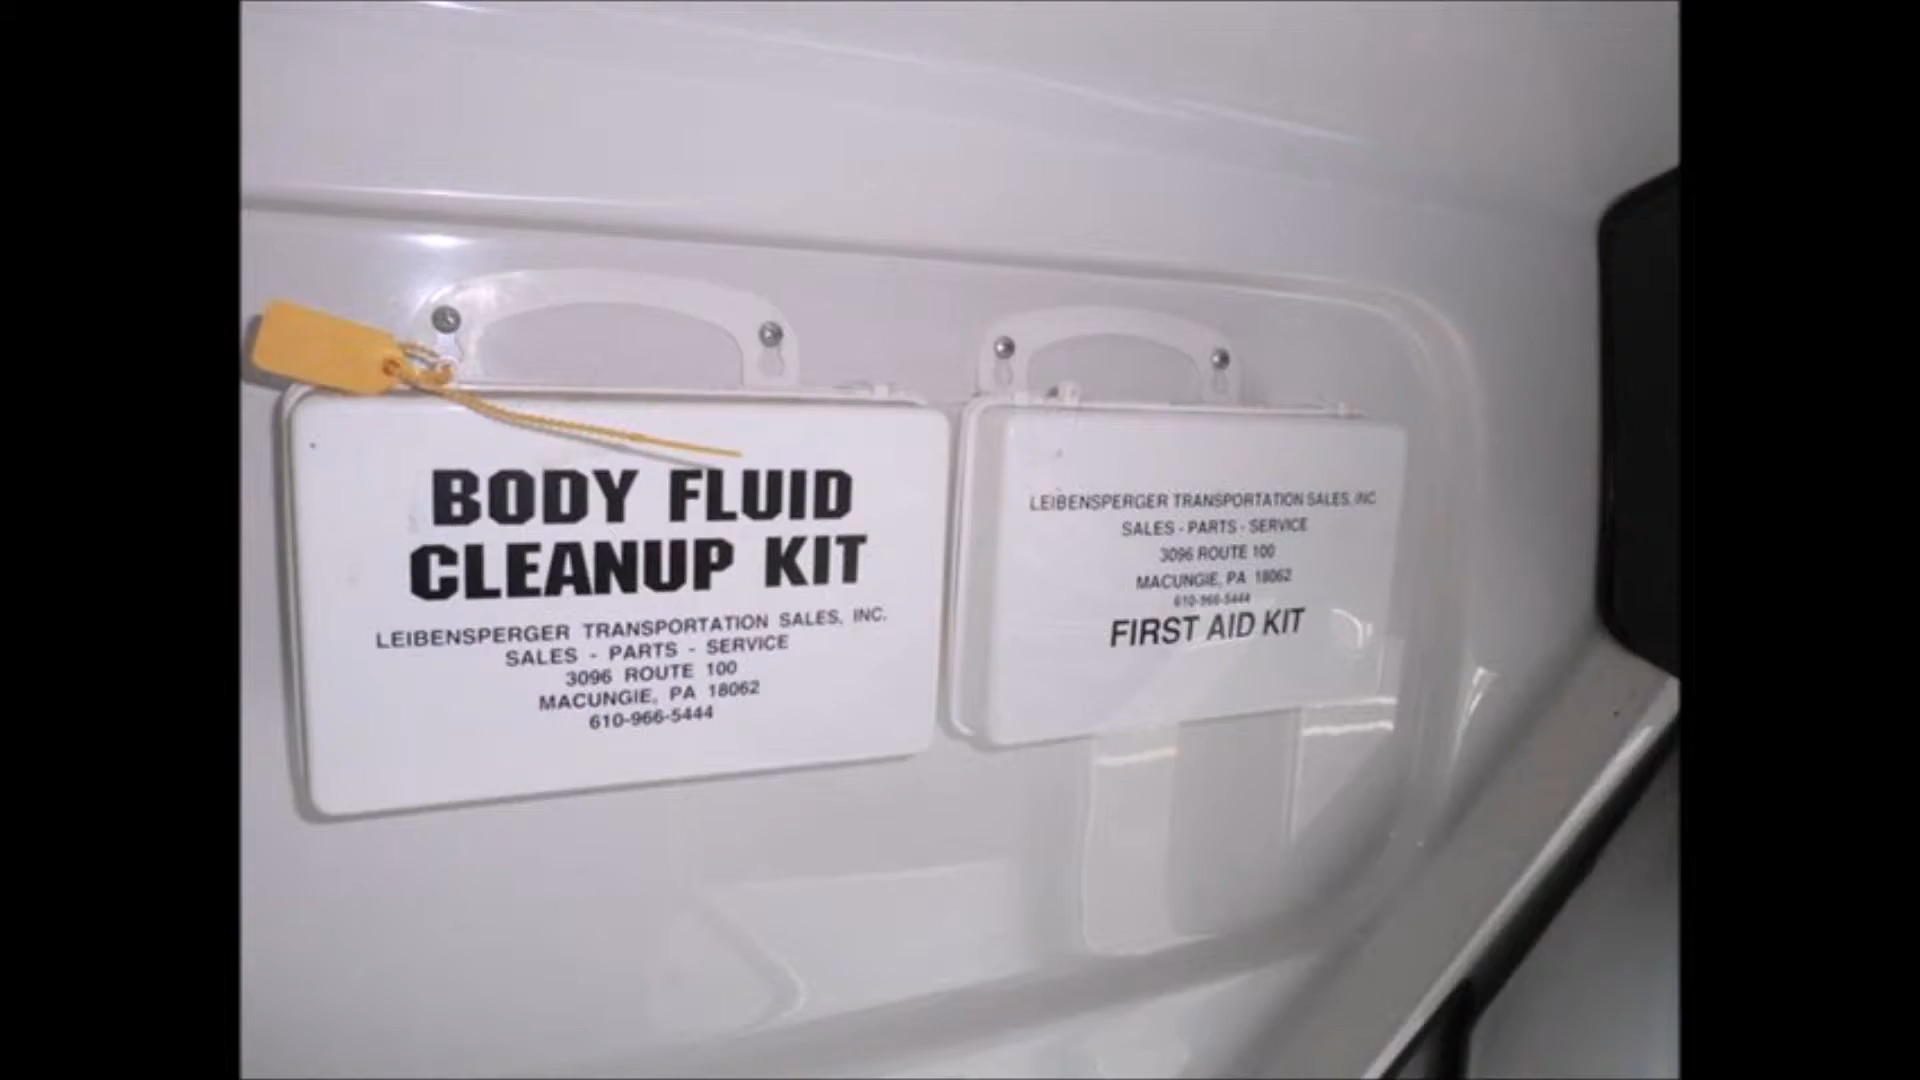 BODY FLUID
CLEANUP KIT
LEIBENSPERGER TRANSPORTATION SALES, INC.
SALES - PARTS - SERVICE
3096 ROUTE 100
MACUNGIE, PA 18062
610-966-5444
LEIBENSPERGER TRANSPORTATION SALES, INC
SALES - PARTS - SERVICE
3096 ROUTE 100
MACUNGIE, PA 18062
610-966-5444
FIRST AID KIT